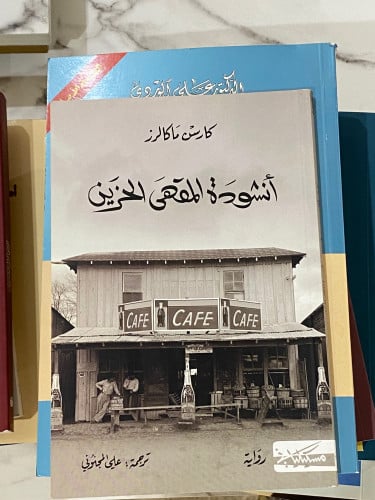 الدكتور علي الوردي
كارسن ماكالرز
أنشودة المقهى الحزين
CAFE CAFE CAFE
ترجمة: علي المجنوني
رواية
مسكيلياني